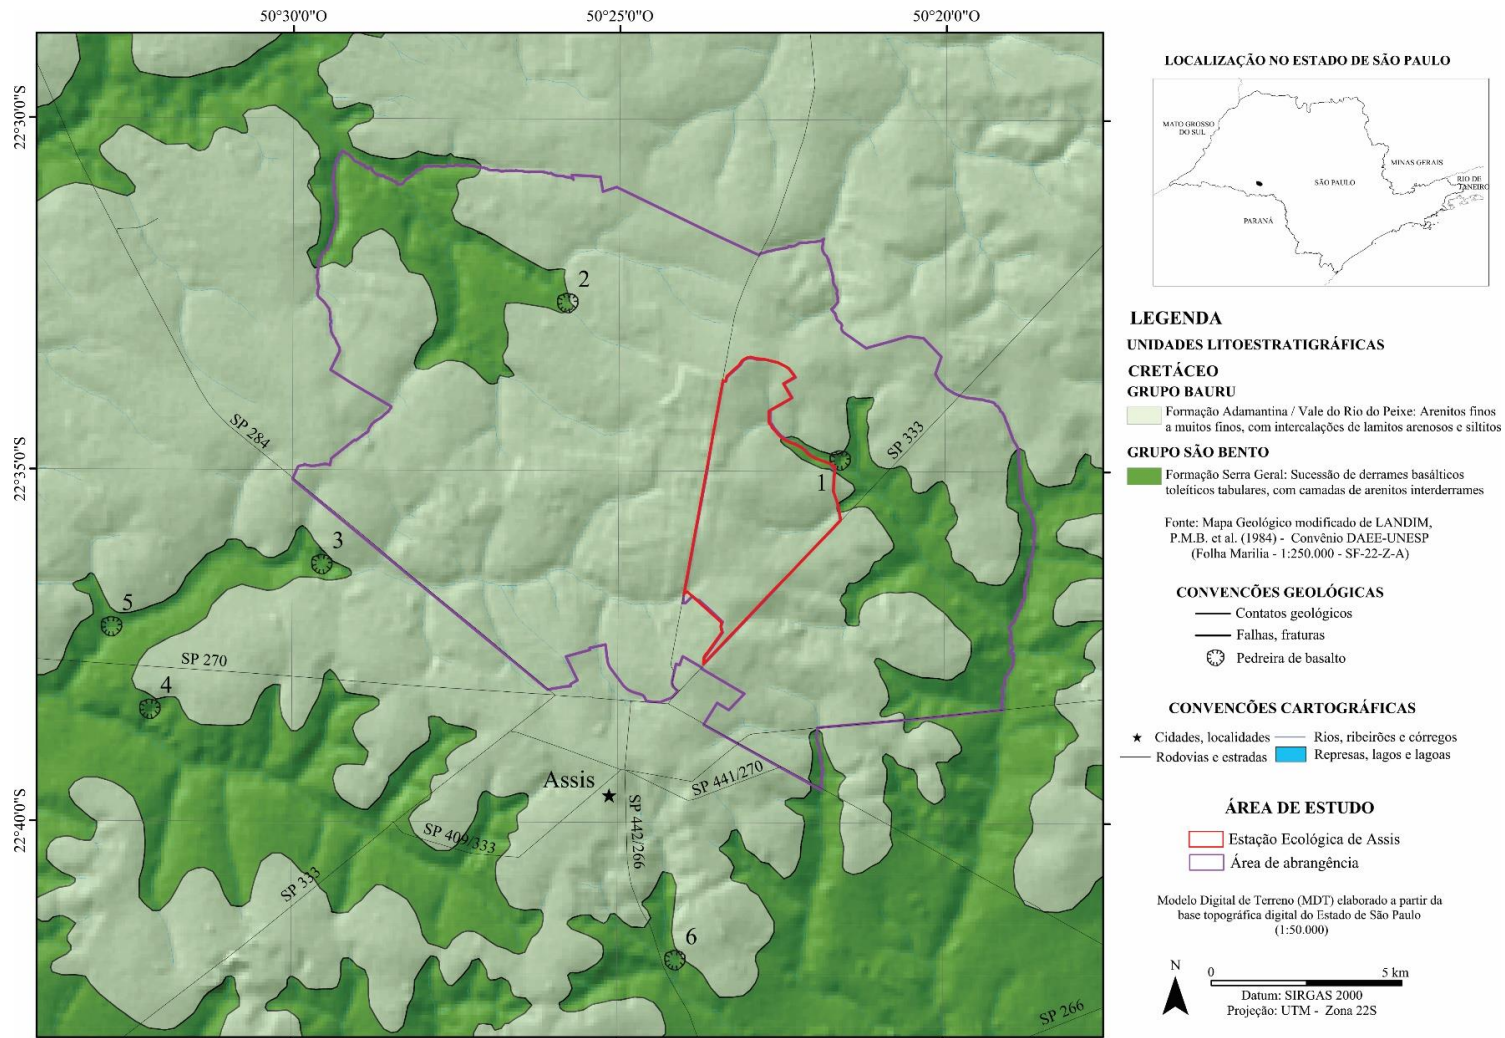 50°30'0"O
50°25'0"O
50°20'0"O
22°30'0"S
22°35'0"S
22°40'0"S
2
SP 284
SP 333
1
3
5
SP 270
4
Assis
SP 441/270
SP 442/266
SP 409/333
SP 333
6
SP 266
LOCALIZAÇÃO NO ESTADO DE SÃO PAULO
MATO GROSSO
DO SUL
MINAS GERAIS
RIO DE
JANEIRO
SÃO PAULO
PARANÁ
LEGENDA
UNIDADES LITOESTRATIGRÁFICAS
CRETÁCEO
GRUPO BAURU
Formação Adamantina / Vale do Rio do Peixe: Arenitos finos
a muitos finos, com intercalações de lamitos arenosos e siltitos
GRUPO SÃO BENTO
Formação Serra Geral: Sucessão de derrames basálticos
toleíticos tabulares, com camadas de arenitos interderrames
Fonte: Mapa Geológico modificado de LANDIM,
P.M.B. et al. (1984) - Convênio DAEE-UNESP
(Folha Marilia - 1:250.000 - SF-22-Z-A)
CONVENCÕES GEOLÓGICAS
Contatos geológicos
Falhas, fraturas
Pedreira de basalto
CONVENCÕES CARTOGRÁFICAS
Cidades, localidades
Rios, ribeirões e córregos
Rodovias e estradas
Represas, lagos e lagoas
ÁREA DE ESTUDO
Estação Ecológica de Assis
Área de abrangência
Modelo Digital de Terreno (MDT) elaborado a partir da
base topográfica digital do Estado de São Paulo
(1:50.000)
N
0 5 km
Datum: SIRGAS 2000
Projeção: UTM - Zona 22S